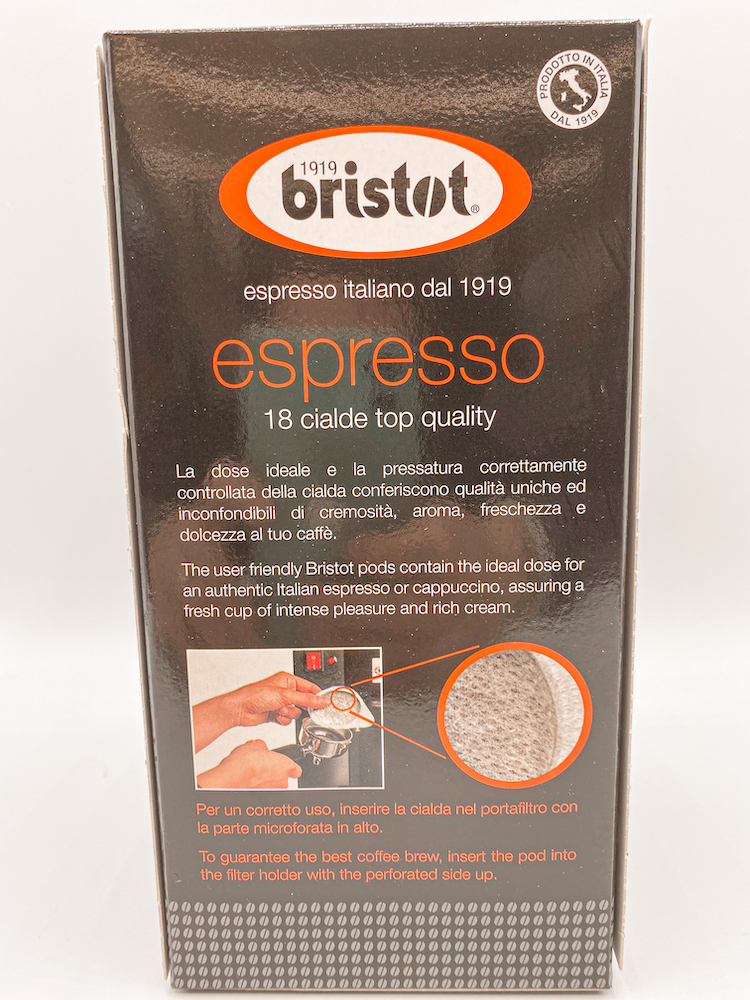 PRODOTTO IN ITALIA
DAL 1919
1919
bristot®
espresso italiano dal 1919
espresso
18 cialde top quality
La dose ideale e la pressatura correttamente
controllata della cialda conferiscono qualità uniche ed
inconfondibili di cremosità, aroma, freschezza e
dolcezza al tuo caffè.
The user friendly Bristot pods contain the ideal dose for
an authentic Italian espresso or cappuccino, assuring a
fresh cup of intense pleasure and rich cream.
Per un corretto uso, inserire la cialda nel portafiltro con
la parte microforata in alto.
To guarantee the best coffee brew, insert the pod into
the filter holder with the perforated side up.